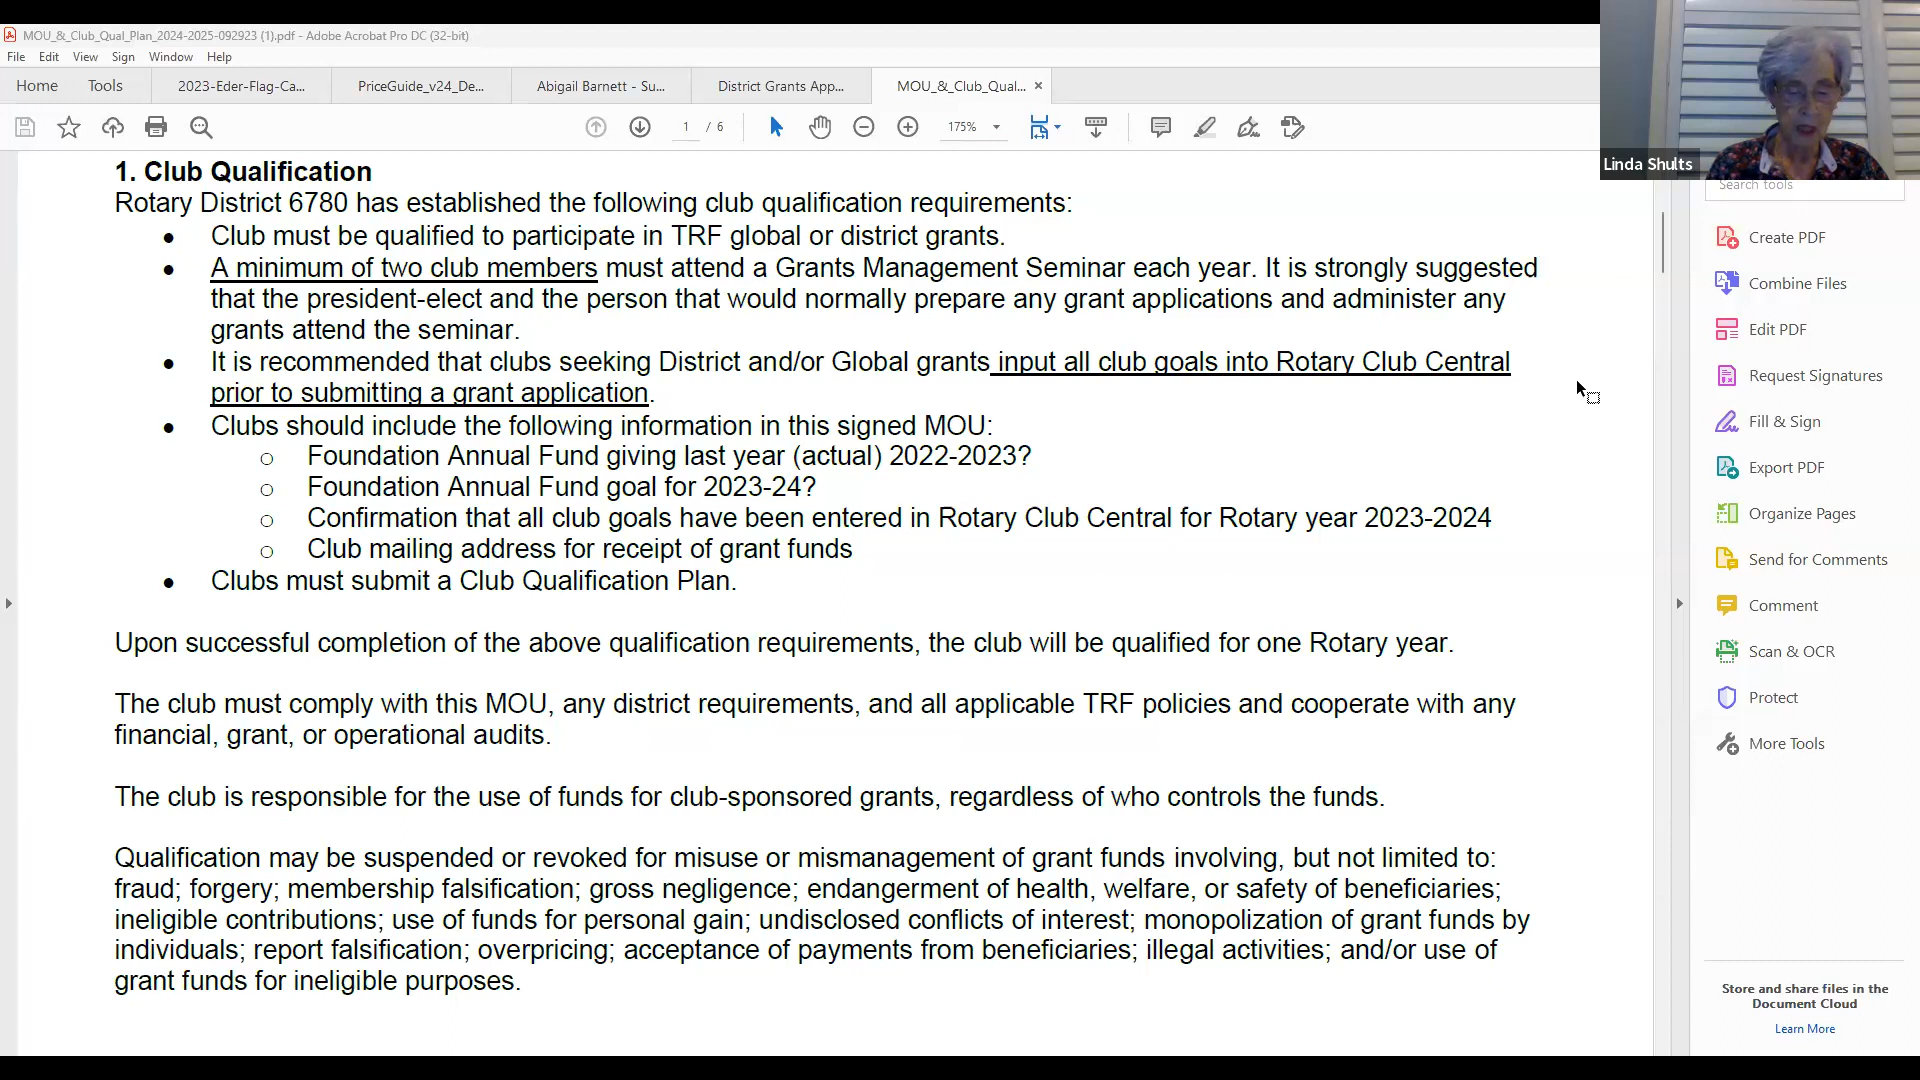 MOU_&_Club_Qual_Plan_2024-2025-092923 (1).pdf - Adobe Acrobat Pro DC (32-bit)
File Edit View Sign Window Help
Home Tools 2023-Eder-Flag-Ca... PriceGuide_v24_De... Abigail Barnett - Su... District Grants App... MOU_&_Club_Qual... ×
1 / 6 175%
Linda Shults
Search tools
1. Club Qualification
Rotary District 6780 has established the following club qualification requirements:
• Club must be qualified to participate in TRF global or district grants.
• A minimum of two club members must attend a Grants Management Seminar each year. It is strongly suggested
that the president-elect and the person that would normally prepare any grant applications and administer any
grants attend the seminar.
• It is recommended that clubs seeking District and/or Global grants input all club goals into Rotary Club Central
prior to submitting a grant application.
• Clubs should include the following information in this signed MOU:
o Foundation Annual Fund giving last year (actual) 2022-2023?
o Foundation Annual Fund goal for 2023-24?
o Confirmation that all club goals have been entered in Rotary Club Central for Rotary year 2023-2024
o Club mailing address for receipt of grant funds
• Clubs must submit a Club Qualification Plan.
Upon successful completion of the above qualification requirements, the club will be qualified for one Rotary year.
The club must comply with this MOU, any district requirements, and all applicable TRF policies and cooperate with any
financial, grant, or operational audits.
The club is responsible for the use of funds for club-sponsored grants, regardless of who controls the funds.
Qualification may be suspended or revoked for misuse or mismanagement of grant funds involving, but not limited to:
fraud; forgery; membership falsification; gross negligence; endangerment of health, welfare, or safety of beneficiaries;
ineligible contributions; use of funds for personal gain; undisclosed conflicts of interest; monopolization of grant funds by
individuals; report falsification; overpricing; acceptance of payments from beneficiaries; illegal activities; and/or use of
grant funds for ineligible purposes.
Create PDF
Combine Files
Edit PDF
Request Signatures
Fill & Sign
Export PDF
Organize Pages
Send for Comments
Comment
Scan & OCR
Protect
More Tools
Store and share files in the
Document Cloud
Learn More